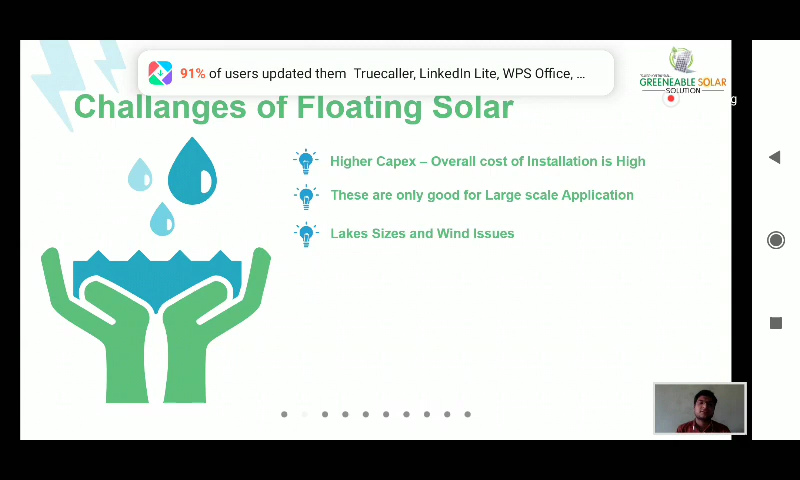 91% of users updated them Truecaller, LinkedIn Lite, WPS Office, ...
GREENEABLE SOLAR
SOLUTION
g
Challanges of Floating Solar
Higher Capex – Overall cost of Installation is High
These are only good for Large scale Application
Lakes Sizes and Wind Issues